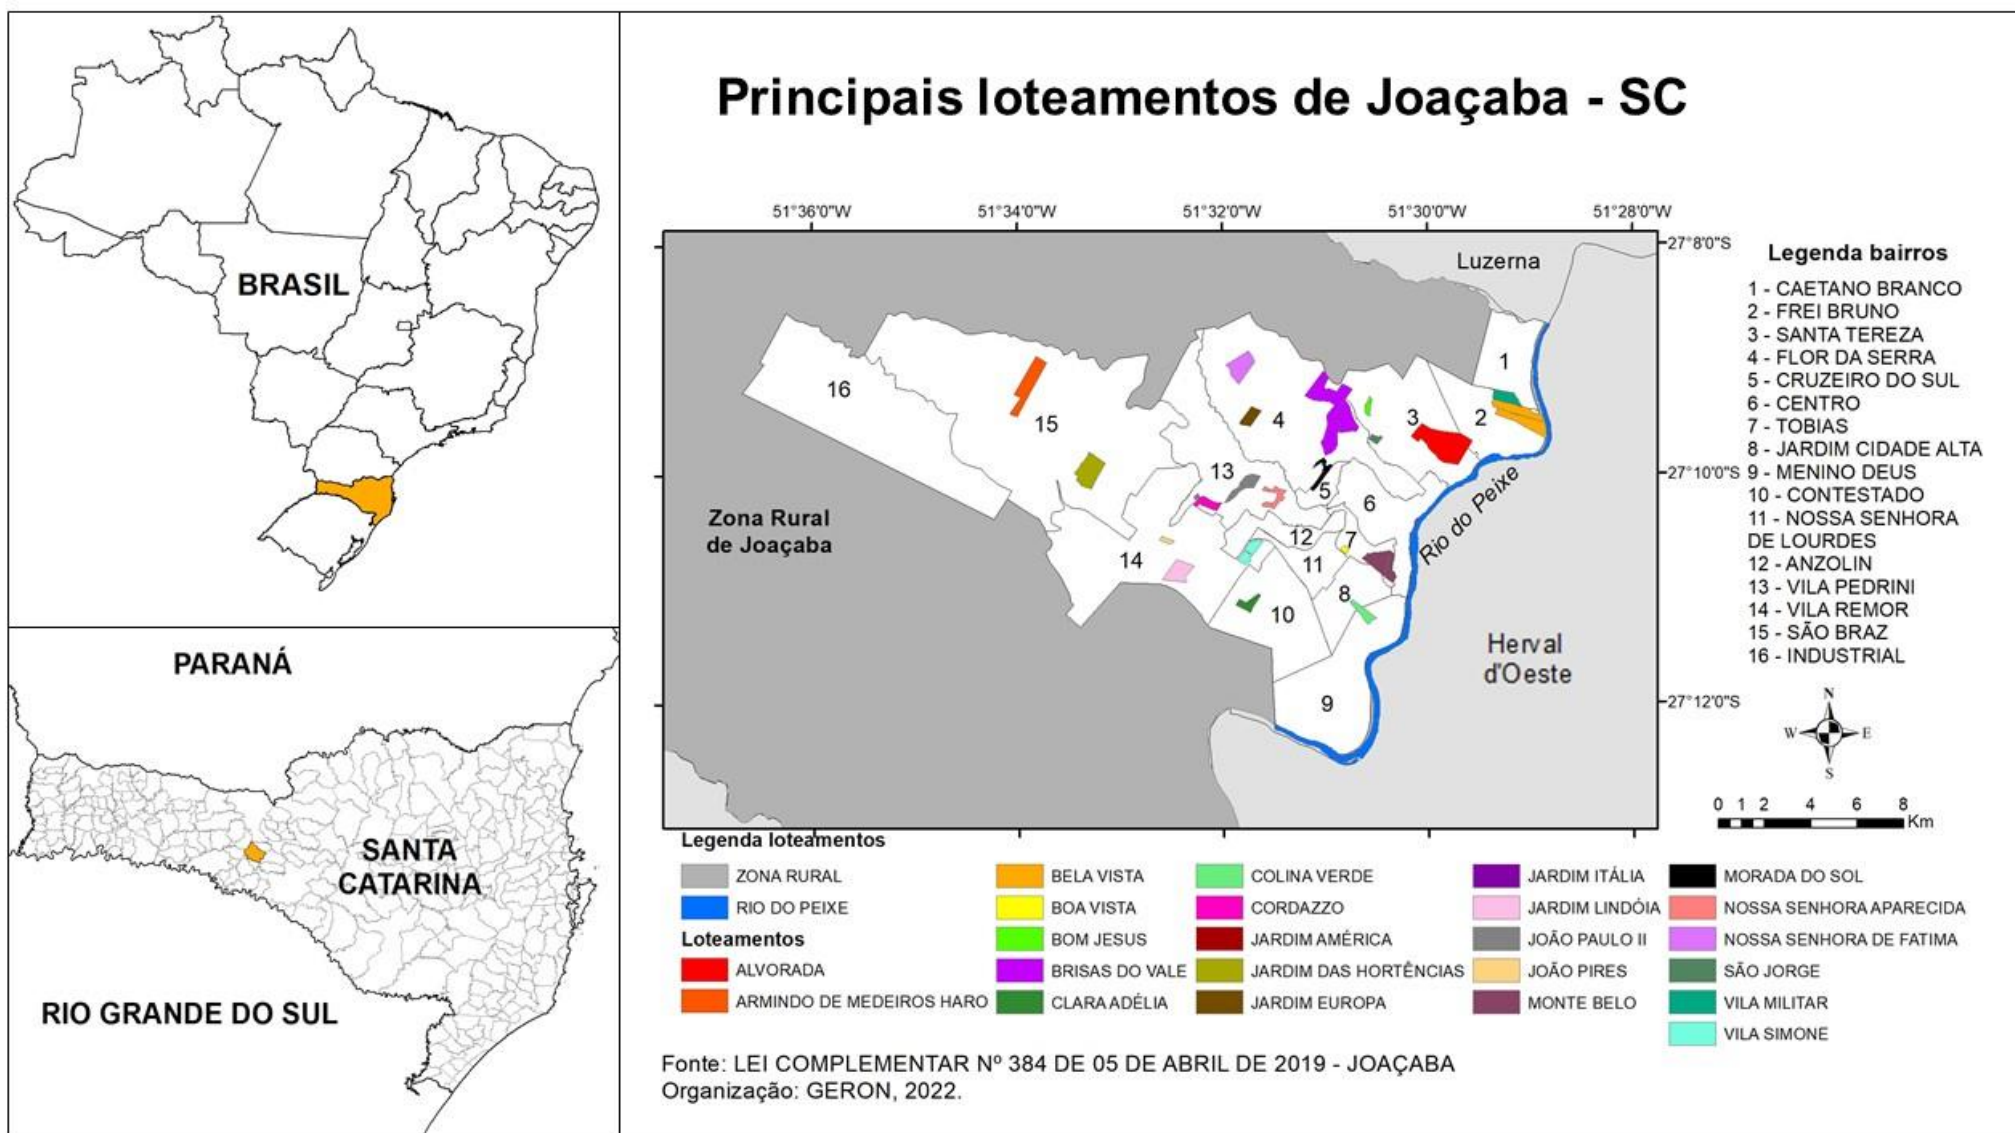 BRASIL
PARANÁ
SANTA
CATARINA
RIO GRANDE DO SUL
Principais loteamentos de Joaçaba - SC
51°36'0"W
51°34'0"W
51°32'0"W
51°30'0"W
51°28'0"W
27°8'0"S
27°10'0"S
27°12'0"S
Luzerna
Zona Rural
de Joaçaba
Rio do Peixe
Herval
d'Oeste
1
2
3
4
5
6
7
8
9
10
11
12
13
14
15
16
Legenda bairros
1 - CAETANO BRANCO
2 - FREI BRUNO
3 - SANTA TEREZA
4 - FLOR DA SERRA
5 - CRUZEIRO DO SUL
6 - CENTRO
7 - TOBIAS
8 - JARDIM CIDADE ALTA
9 - MENINO DEUS
10 - CONTESTADO
11 - NOSSA SENHORA
DE LOURDES
12 - ANZOLIN
13 - VILA PEDRINI
14 - VILA REMOR
15 - SÃO BRAZ
16 - INDUSTRIAL
N
W
E
S
0 1 2 4 6 8
Km
Legenda loteamentos
ZONA RURAL
RIO DO PEIXE
Loteamentos
ALVORADA
ARMINDO DE MEDEIROS HARO
BELA VISTA
BOA VISTA
BOM JESUS
BRISAS DO VALE
CLARA ADÉLIA
COLINA VERDE
CORDAZZO
JARDIM AMÉRICA
JARDIM DAS HORTÊNCIAS
JARDIM EUROPA
JARDIM ITÁLIA
JARDIM LINDÓIA
JOÃO PAULO II
JOÃO PIRES
MONTE BELO
MORADA DO SOL
NOSSA SENHORA APARECIDA
NOSSA SENHORA DE FATIMA
SÃO JORGE
VILA MILITAR
VILA SIMONE
Fonte: LEI COMPLEMENTAR Nº 384 DE 05 DE ABRIL DE 2019 - JOAÇABA
Organização: GERON, 2022.